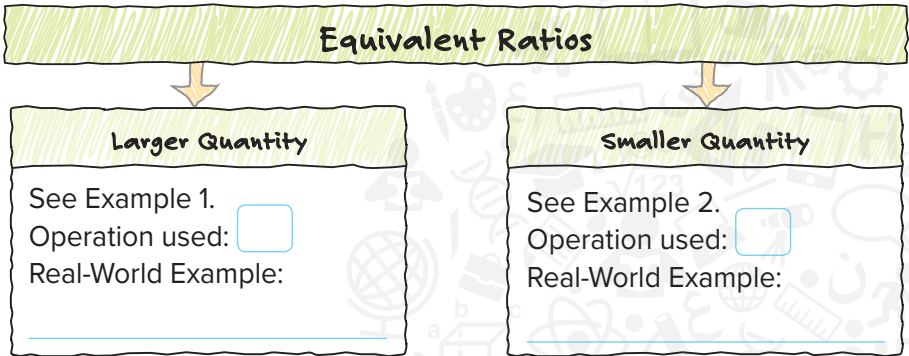 Equivalent Ratios
Larger Quantity
See Example 1.
Operation used:
Real-World Example:
Smaller Quantity
See Example 2.
Operation used:
Real-World Example:
√123
H
a
b
c